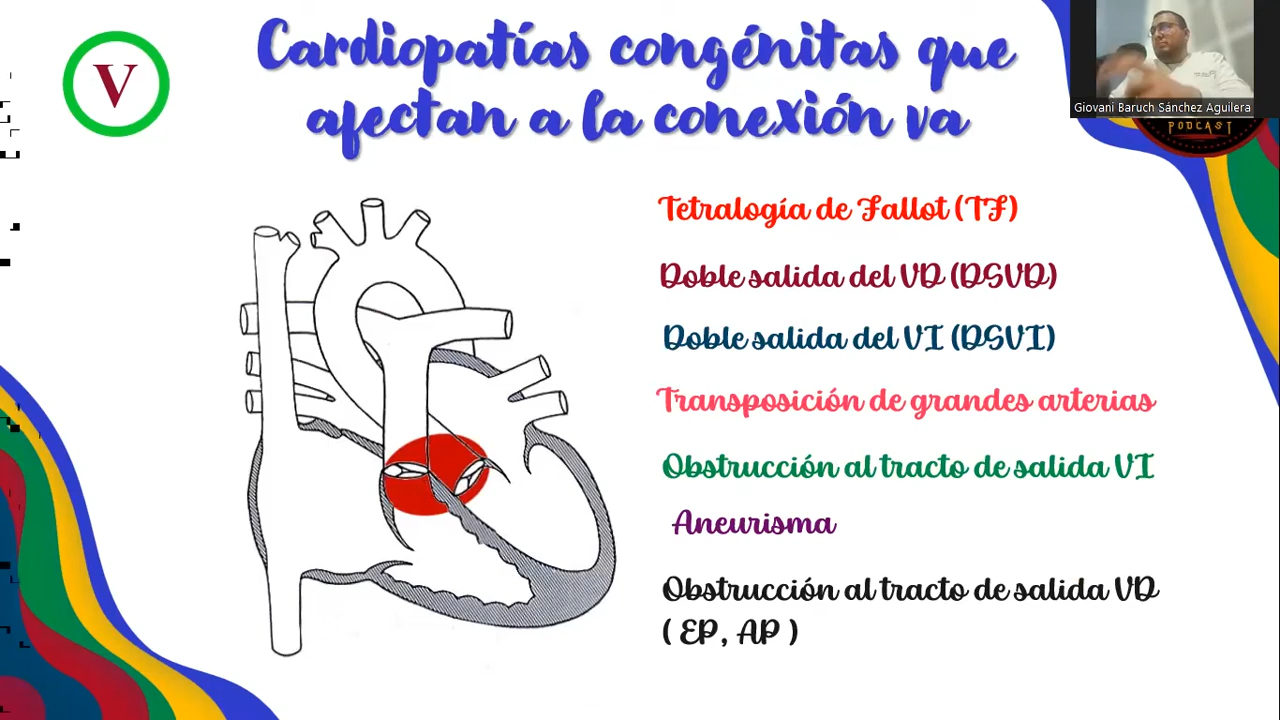 V
Cardiopatías congénitas que
afectan a la conexión va
Giovani Baruch Sánchez Aguilera
PODCAST
Tetralogía de Fallot (TF)
Doble salida del VD (DSVD)
Doble salida del VI (DSVI)
Transposición de grandes arterias
Obstrucción al tracto de salida VI
Aneurisma
Obstrucción al tracto de salida VD
( EP, AP )